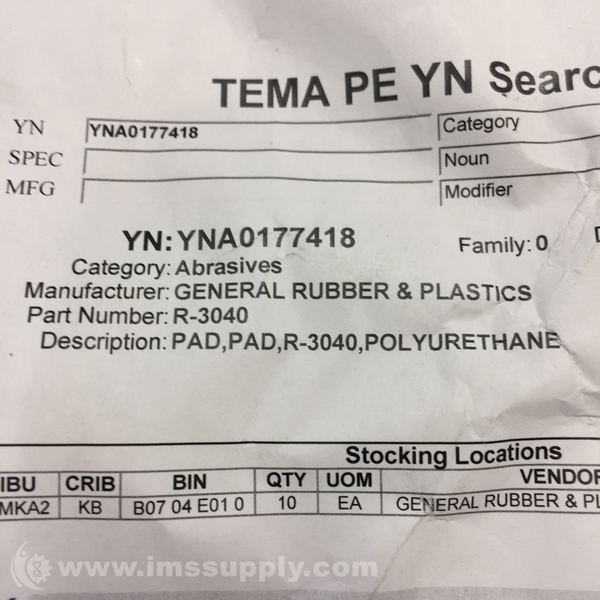 TEMA PE YN Searc
YN YNA0177418 Category
SPEC Noun
MFG Modifier
YN: YNA0177418 Family: 0
Category: Abrasives
Manufacturer: GENERAL RUBBER & PLASTICS
Part Number: R-3040
Description: PAD,PAD,R-3040,POLYURETHANE
Stocking Locations
IBU CRIB BIN QTY UOM VENDOR
MKA2 KB B07 04 E01 0 10 EA GENERAL RUBBER & PL
www.imssupply.com